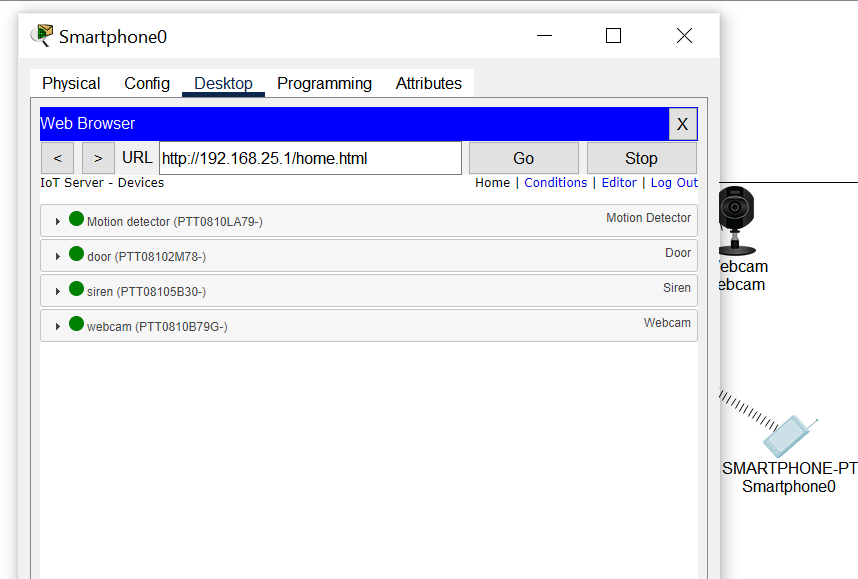 Smartphone0
Physical Config Desktop Programming Attributes
Web Browser X
< > URL http://192.168.25.1/home.html Go Stop
IoT Server - Devices Home | Conditions | Editor | Log Out
Motion detector (PTT0810LA79-) Motion Detector
door (PTT08102M78-) Door
siren (PTT08105B30-) Siren
webcam (PTT0810B79G-) Webcam
ebcam
ebcam
SMARTPHONE-PT
Smartphone0